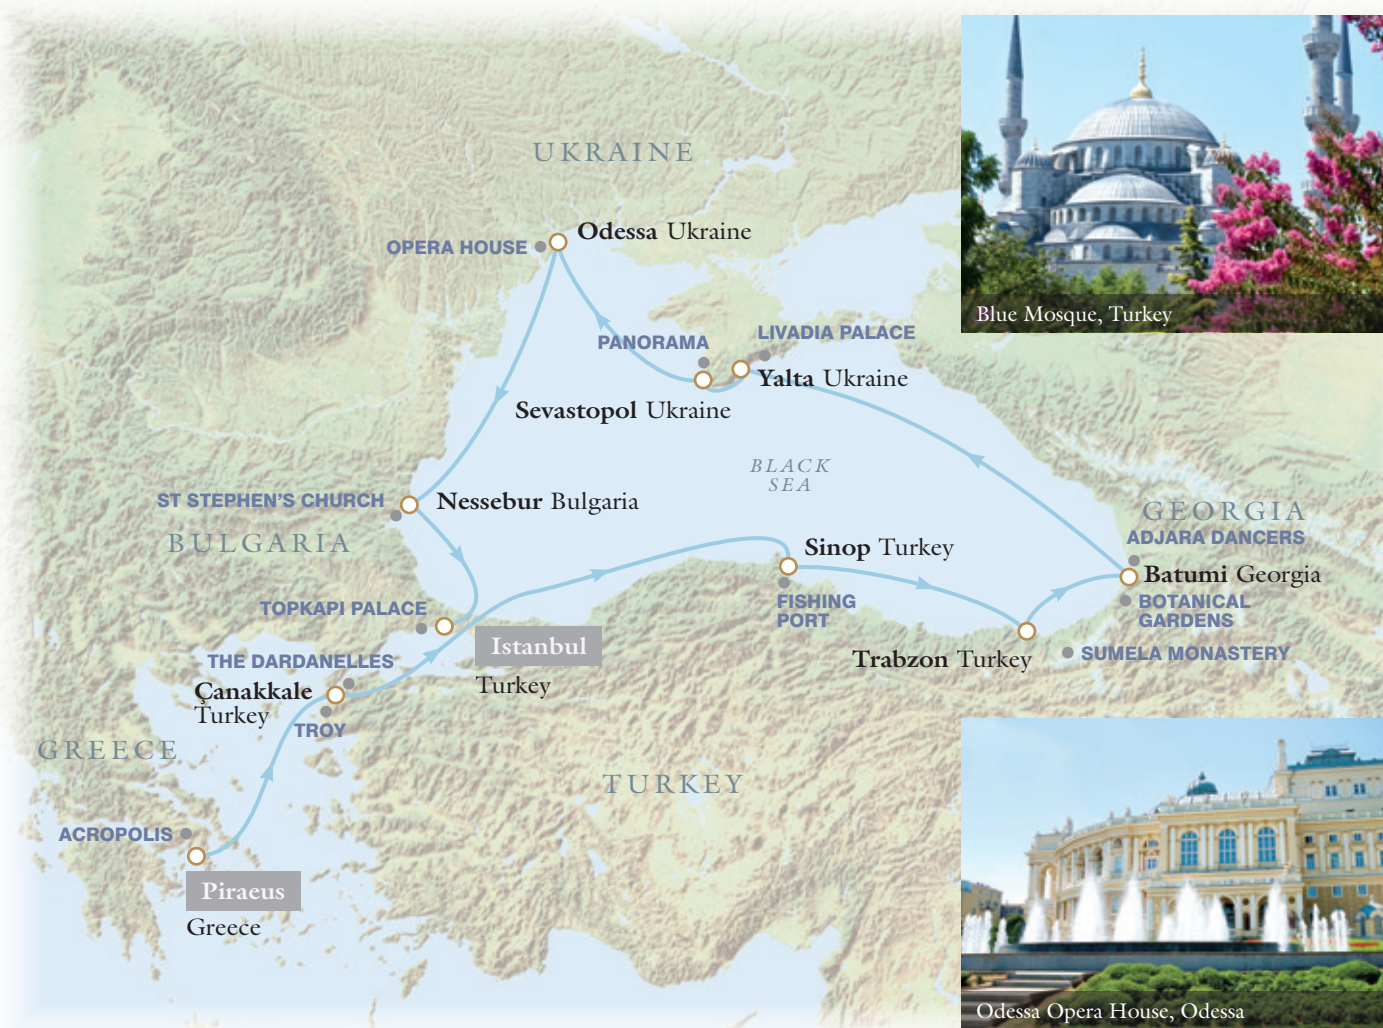 UKRAINE
Odessa Ukraine
OPERA HOUSE
Blue Mosque, Turkey
LIVADIA PALACE
PANORAMA
Yalta Ukraine
Sevastopol Ukraine
BLACK
SEA
ST STEPHEN'S CHURCH
Nessebur Bulgaria
BULGARIA
GEORGIA
ADJARA DANCERS
Sinop Turkey
Batumi Georgia
FISHING
PORT
BOTANICAL
GARDENS
TOPKAPI PALACE
Istanbul
Turkey
Trabzon Turkey
SUMELA MONASTERY
THE DARDANELLES
Çanakkale
Turkey
TROY
GREECE
TURKEY
ACROPOLIS
Piraeus
Greece
Odessa Opera House, Odessa